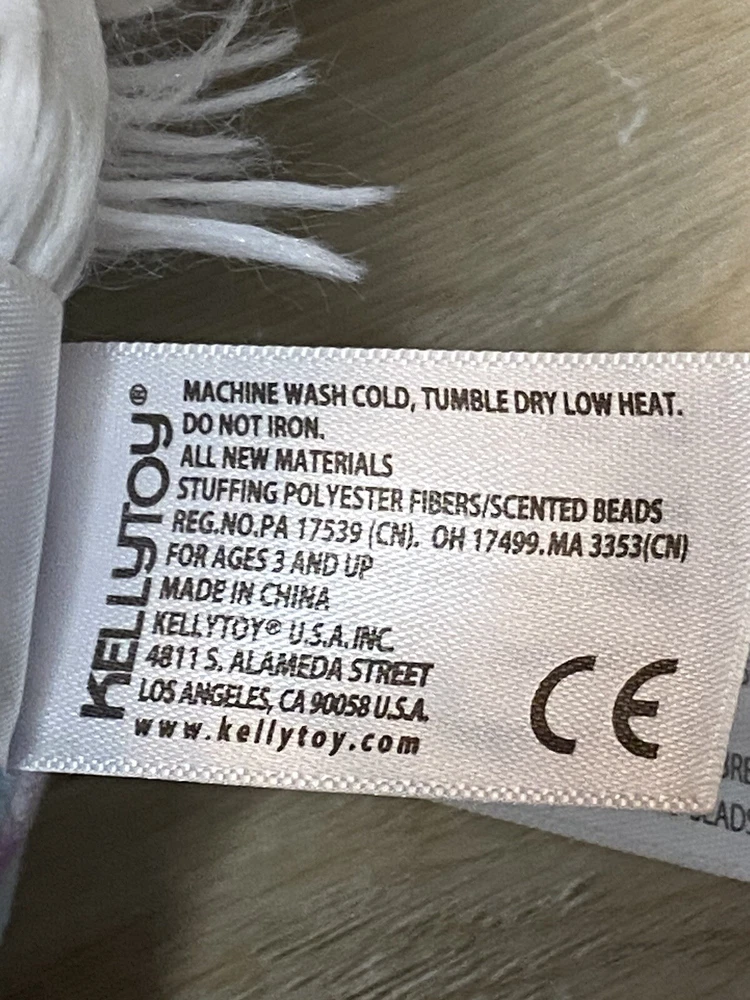 KELLYTOY®
MACHINE WASH COLD, TUMBLE DRY LOW HEAT.
DO NOT IRON.
ALL NEW MATERIALS
STUFFING POLYESTER FIBERS/SCENTED BEADS
REG.NO.PA 17539 (CN). OH 17499.MA 3353(CN)
FOR AGES 3 AND UP
MADE IN CHINA
KELLYTOY® U.S.A.INC.
4811 S. ALAMEDA STREET
LOS ANGELES, CA 90058 U.S.A.
www.kellytoy.com
CE